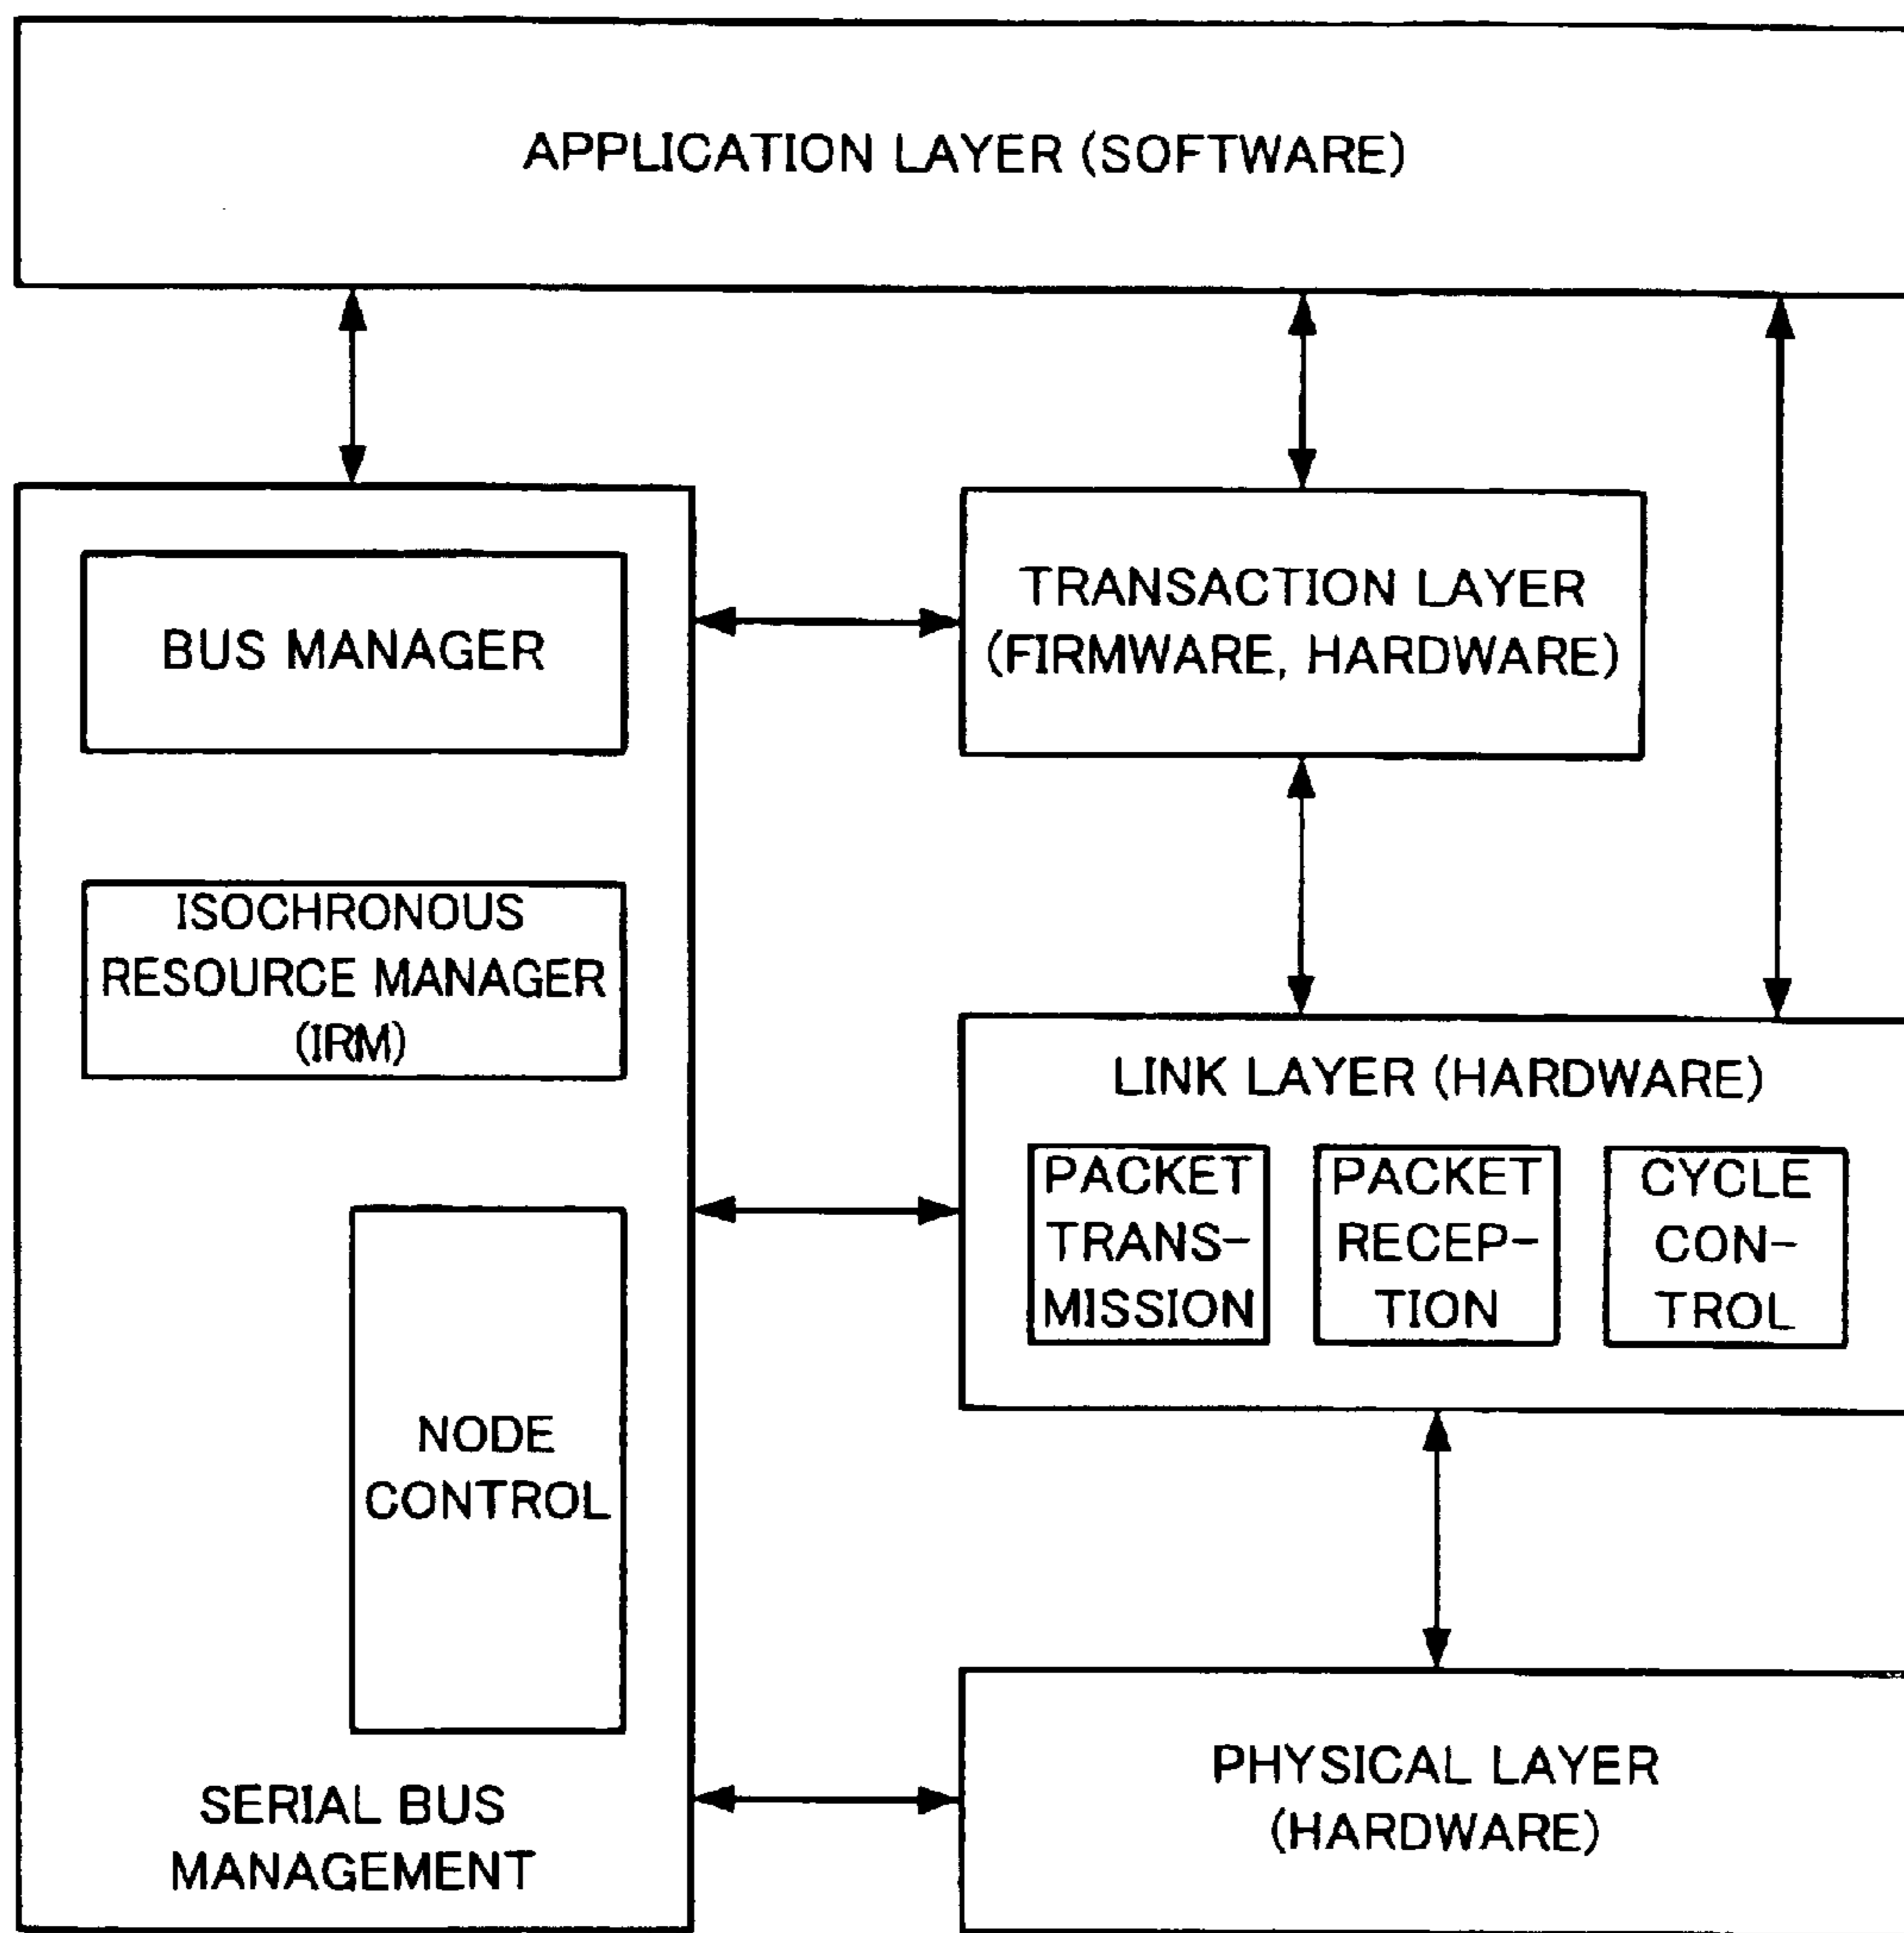 APPLICATION LAYER (SOFTWARE)
BUS MANAGER
TRANSACTION LAYER
(FIRMWARE, HARDWARE)
ISOCHRONOUS
RESOURCE MANAGER
(IRM)
LINK LAYER (HARDWARE)
PACKET
TRANS-
MISSION
PACKET
RECEP-
TION
CYCLE
CON-
TROL
NODE
CONTROL
SERIAL BUS
MANAGEMENT
PHYSICAL LAYER
(HARDWARE)